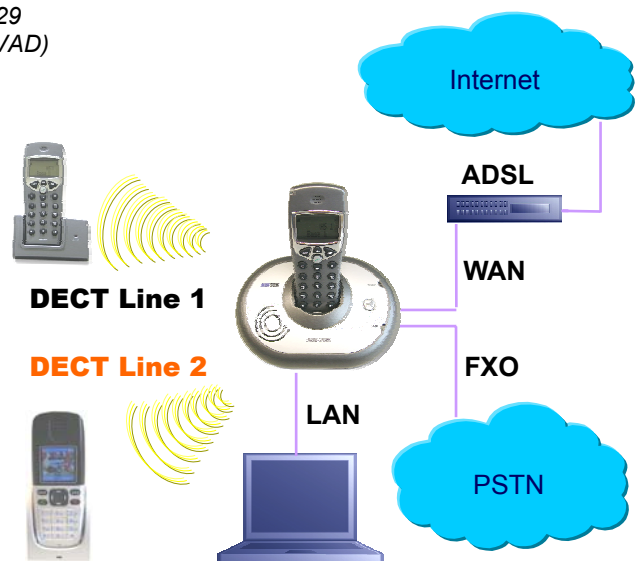 29
/AD)
Internet
ADSL
WAN
DECT Line 1
DECT Line 2
FXO
LAN
PSTN